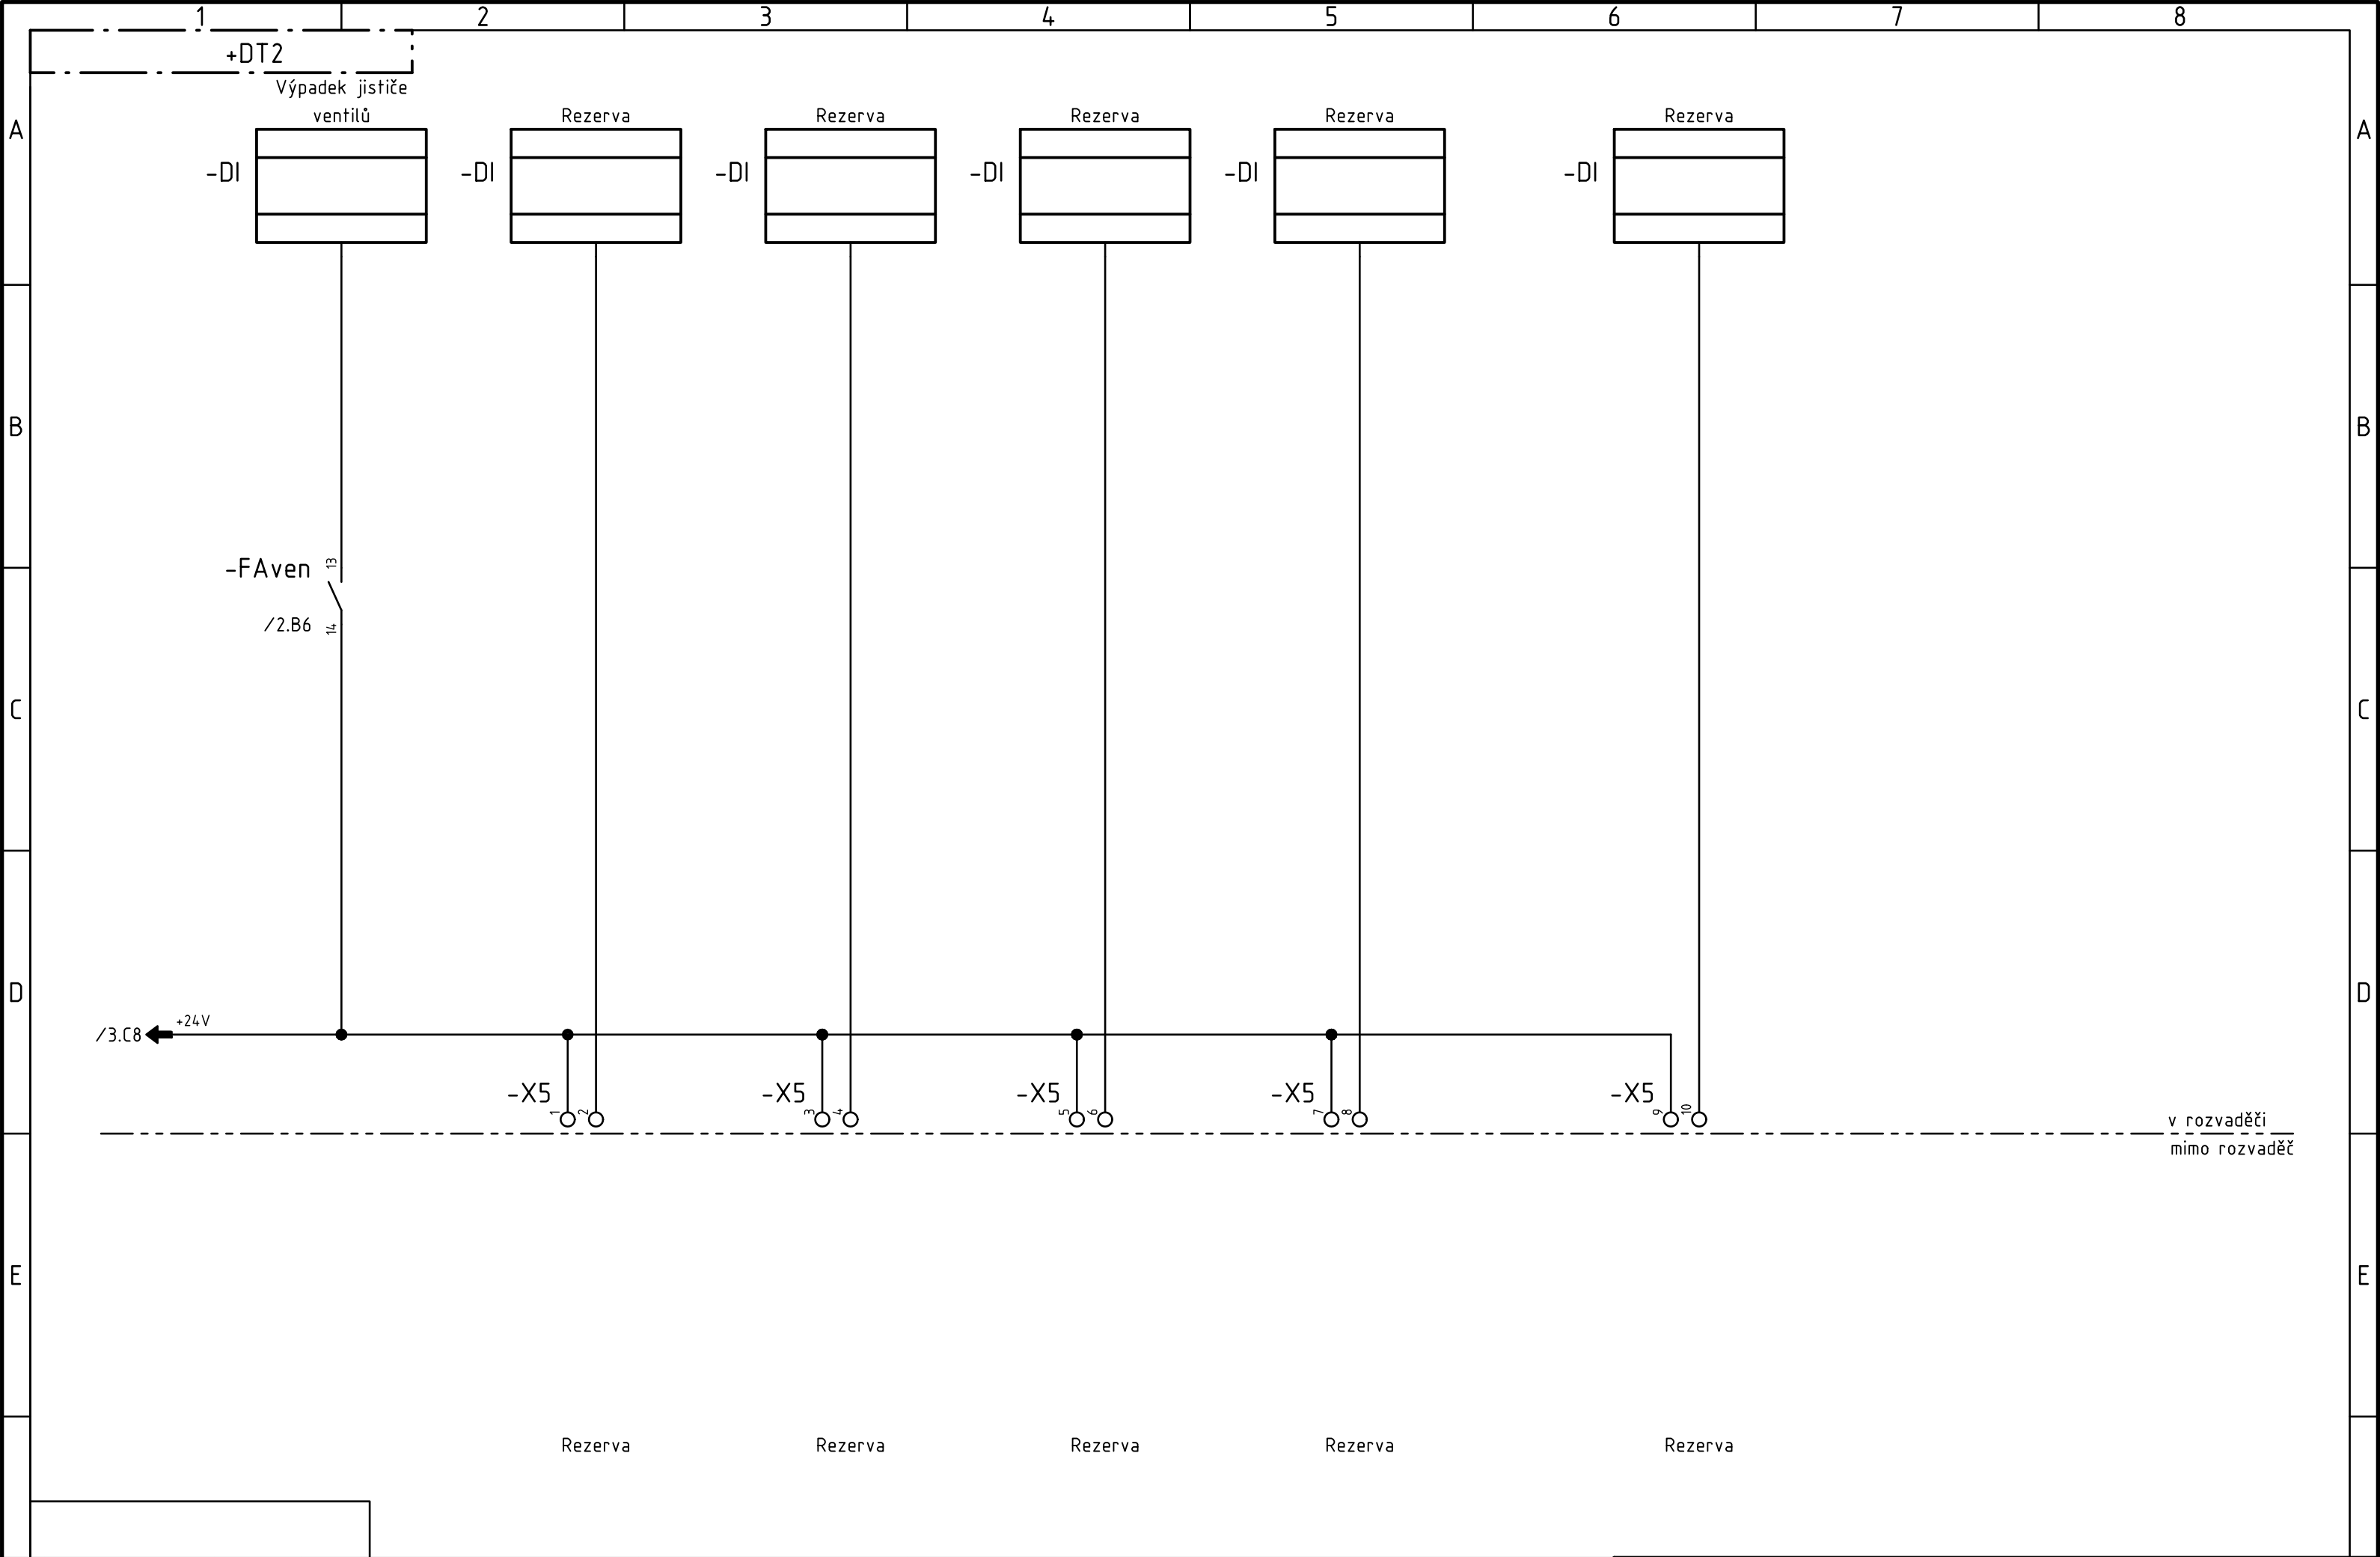 1 2 3 4 5 6 7 8
+DT2
Výpadek jističe
ventilů Rezerva Rezerva Rezerva Rezerva Rezerva
A A
-DI -DI -DI -DI -DI -DI
B B
-FAven 13
/2.B6 14
C C
D D
/3.C8 +24V
-X5 1 2 -X5 3 4 -X5 5 6 -X5 7 8 -X5 9 10
v rozvaděči
mimo rozvaděč
E E
Rezerva Rezerva Rezerva Rezerva Rezerva